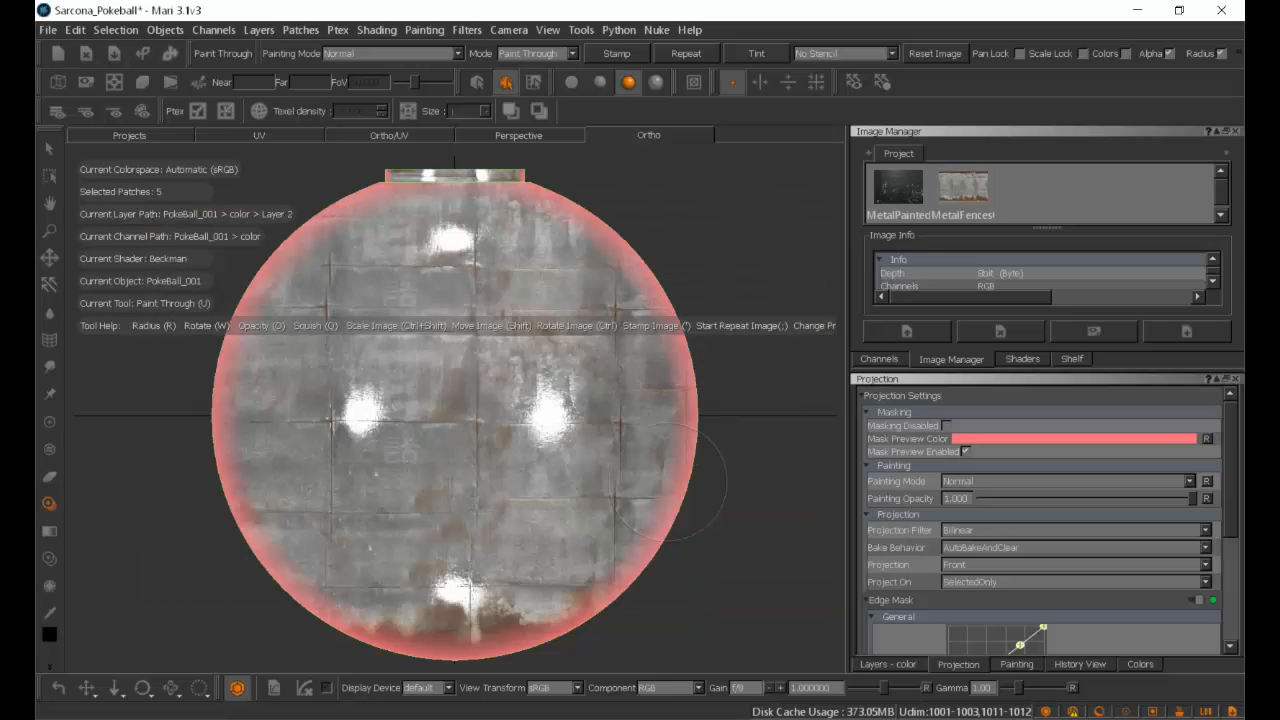 Sarcona_Pokeball* - Mari 3.1v3
File Edit Selection Objects Channels Layers Patches Ptex Shading Painting Filters Camera View Tools Python Nuke Help
Paint Through Painting Mode Normal Mode Paint Through Stamp Repeat Tint No Stencil Reset Image Pan Lock Scale Lock Colors Alpha Radius
Near Far FoV
Ptex Texel density Size :
Projects UV Ortho/UV Perspective Ortho
Current Colorspace: Automatic (sRGB)
Selected Patches: 5
Current Layer Path: PokeBall_001 > color > Layer 2
Current Channel Path: PokeBall_001 > color
Current Shader: Beckman
Current Object: PokeBall_001
Current Tool: Paint Through (U)
Tool Help: Radius (R) Rotate (W) Opacity (O) Squish (Q) Scale Image (Ctrl+Shift) Move Image (Shift) Rotate Image (Ctrl) Stamp Image (') Start Repeat Image(;) Change Pr
Image Manager
Project
MetalPainted MetalFences(
Image Info
Info
Depth 8bit (Byte)
Channels RGB
Channels Image Manager Shaders Shelf
Projection
Projection Settings
Masking
Masking Disabled
Mask Preview Color R
Mask Preview Enabled
Painting
Painting Mode Normal R
Painting Opacity 1.000 R
Projection
Projection Filter Bilinear
Bake Behavior AutoBakeAndClear
Projection Front
Project On SelectedOnly
Edge Mask
General
Layers - color Projection Painting History View Colors
Display Device default View Transform sRGB Component RGB Gain f/8 1.000000 R Gamma 1.00 R
Disk Cache Usage : 373.05MB Udim:1001-1003,1011-1012